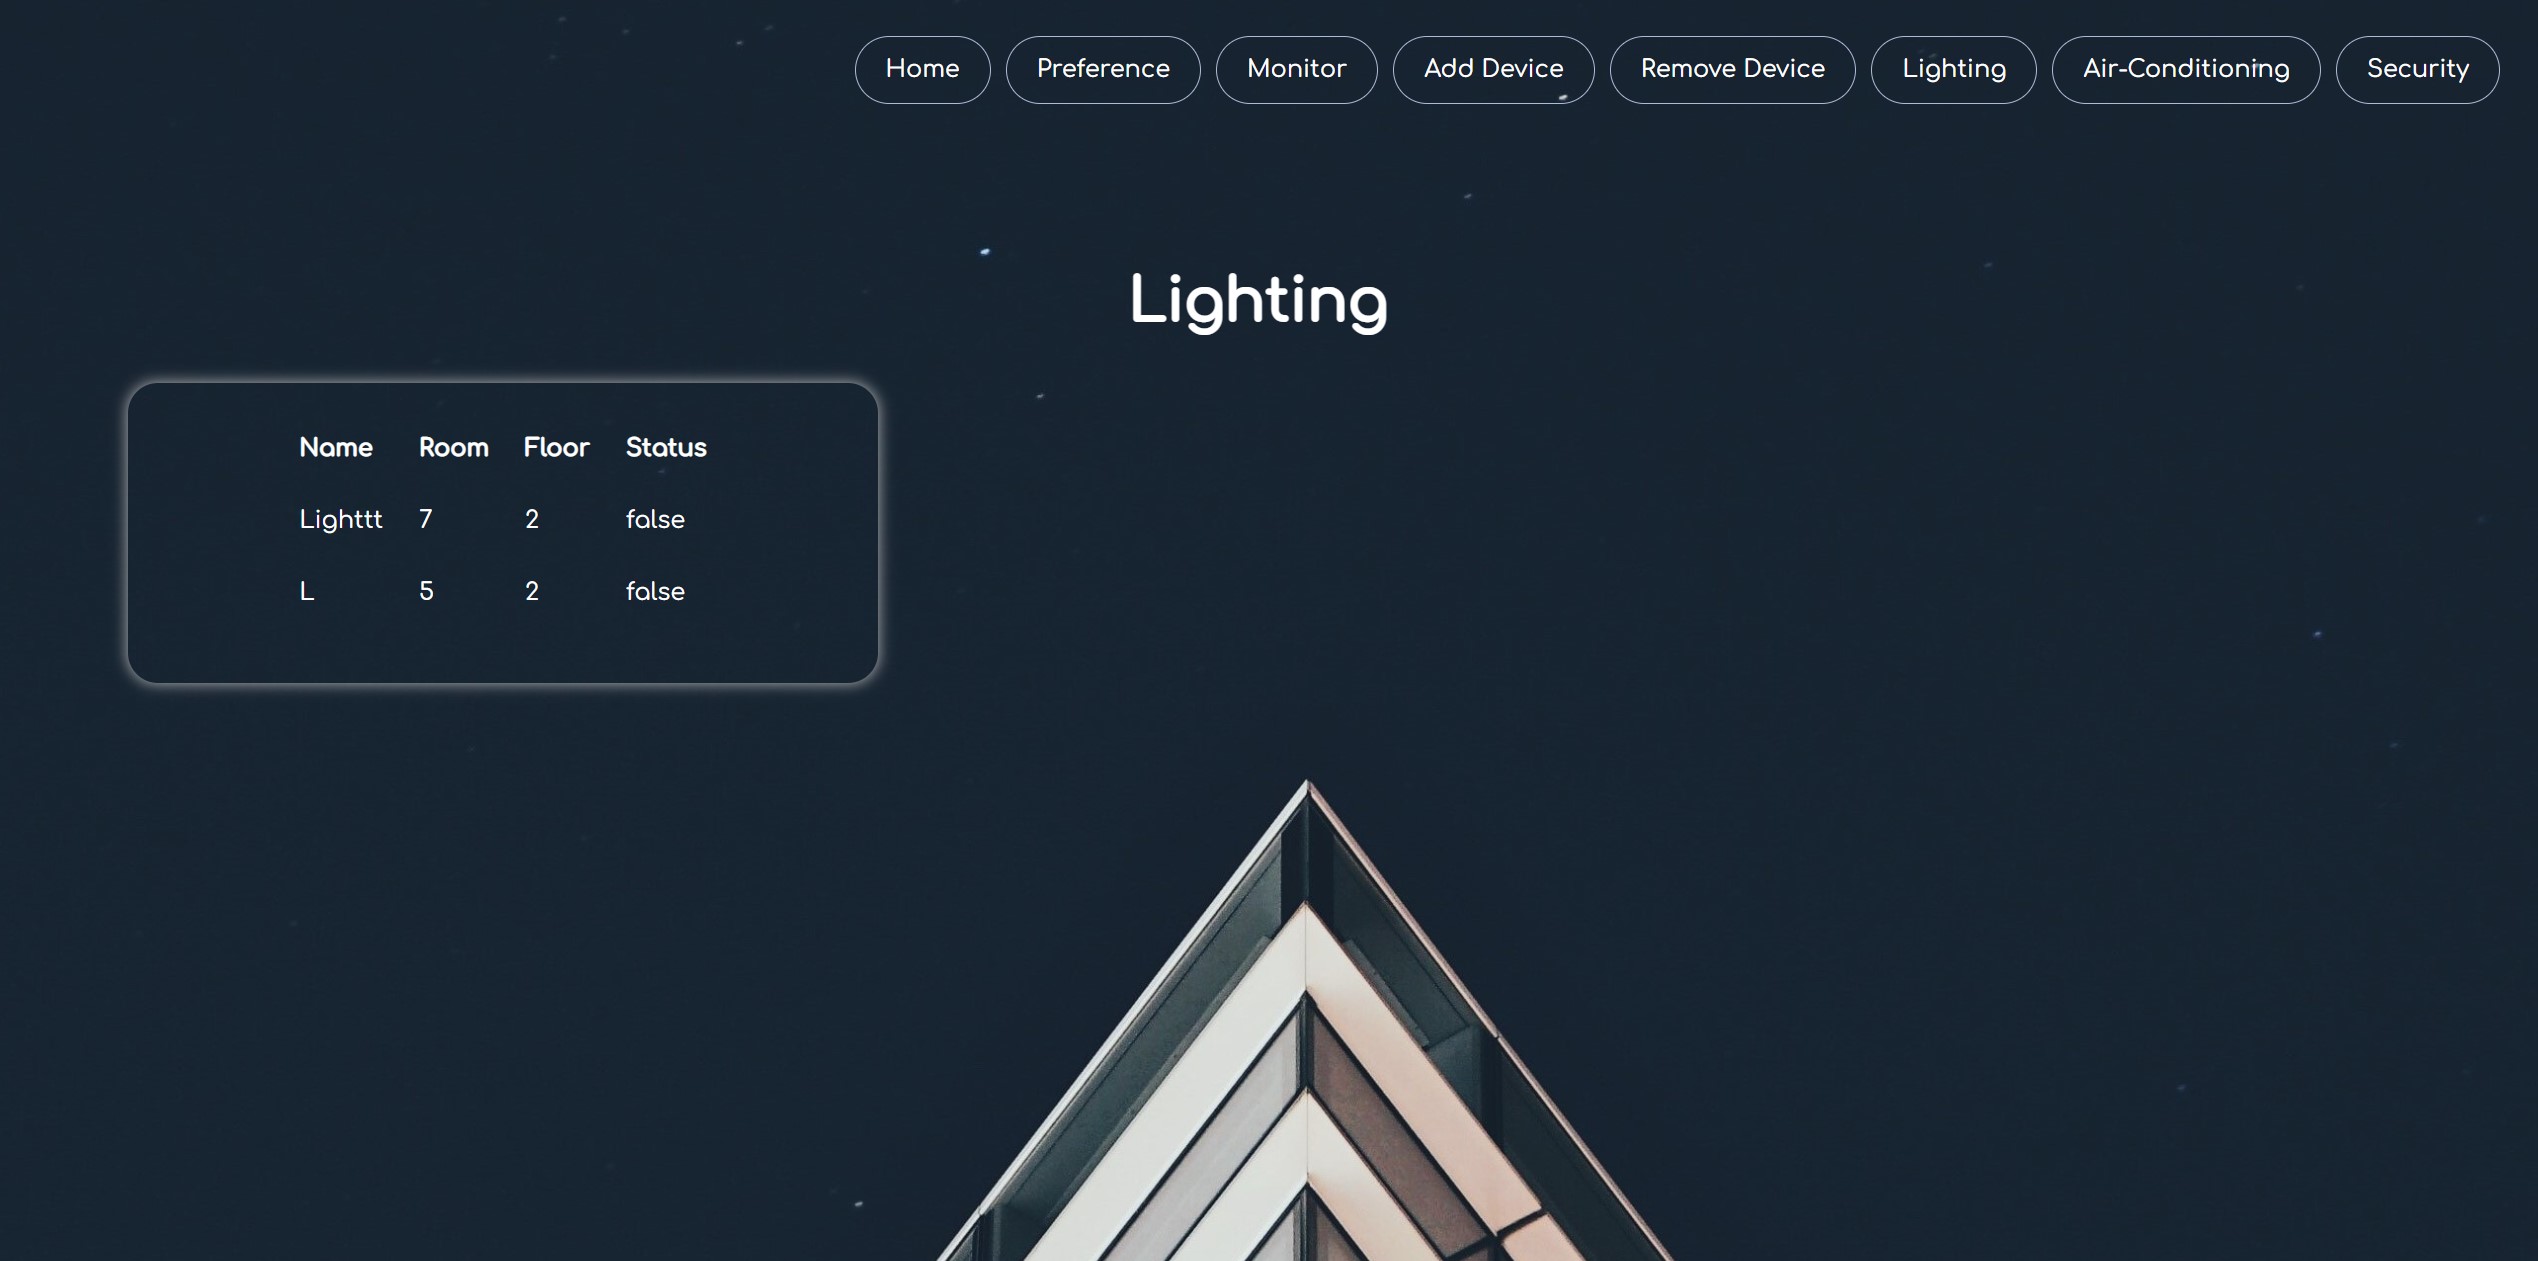 Home Preference Monitor Add Device Remove Device Lighting Air-Conditioning Security
Lighting
Name Room Floor Status
Lighttt 7 2 false
L 5 2 false